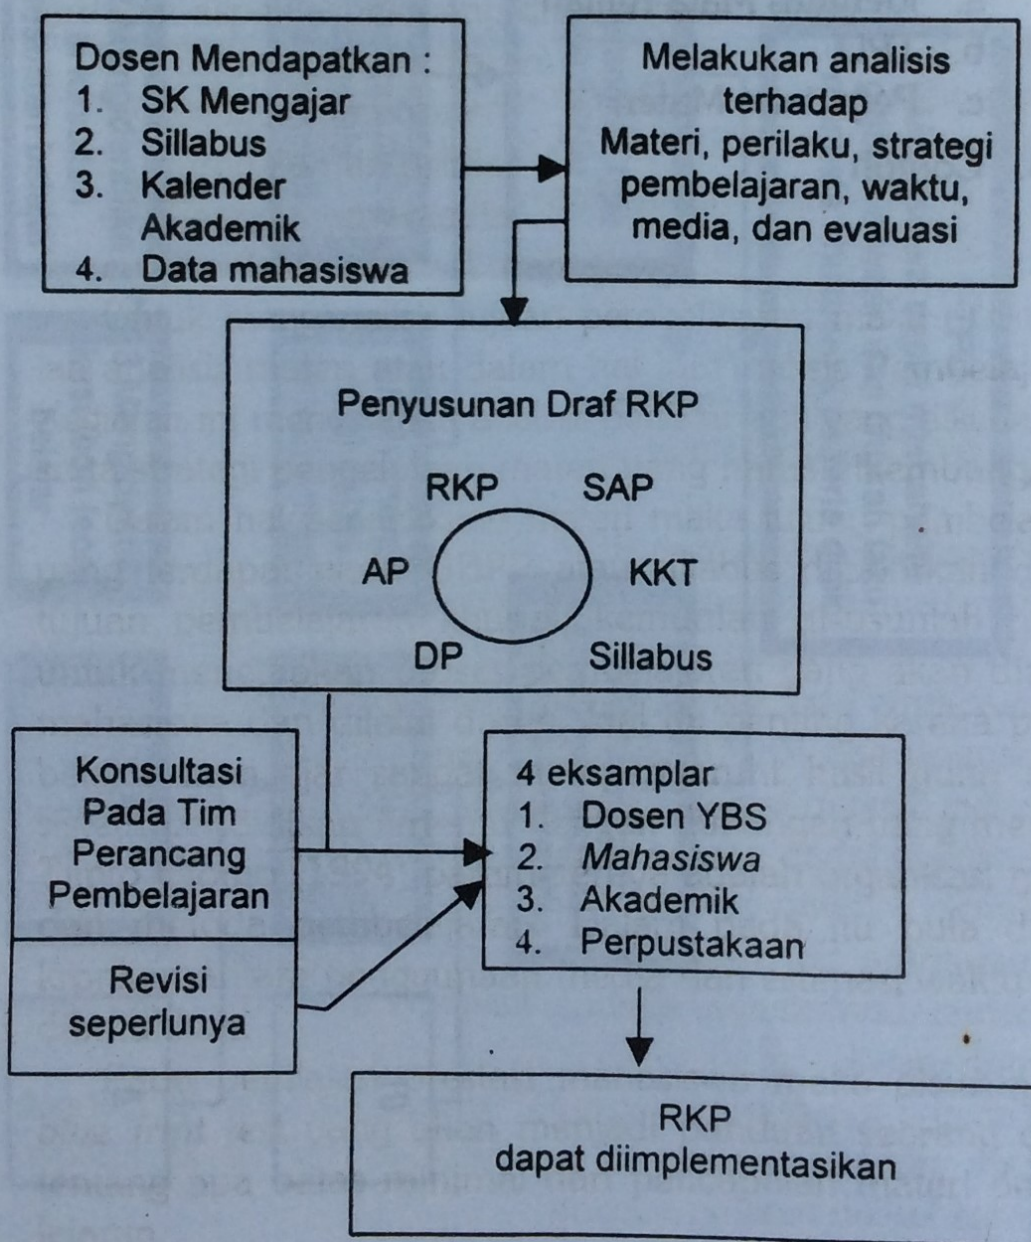 Dosen Mendapatkan :
1. SK Mengajar
2. Sillabus
3. Kalender
Akademik
4. Data mahasiswa
Melakukan analisis
terhadap
Materi, perilaku, strategi
pembelajaran, waktu,
media, dan evaluasi
Penyusunan Draf RKP
RKP SAP
AP KKT
DP Sillabus
Konsultasi
Pada Tim
Perancang
Pembelajaran
Revisi
seperlunya
4 eksamplar
1. Dosen YBS
2. Mahasiswa
3. Akademik
4. Perpustakaan
RKP
dapat diimplementasikan